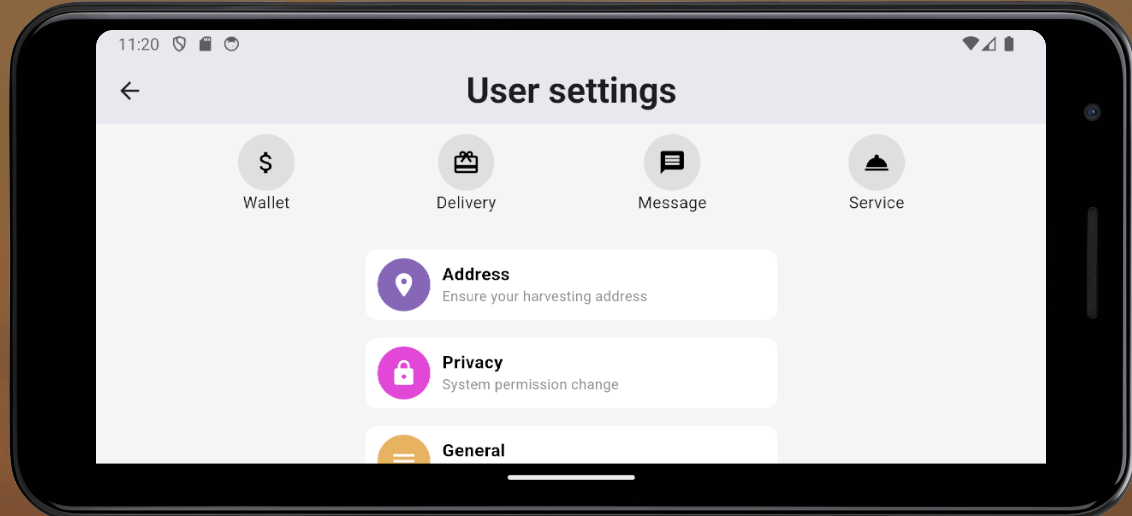 11:20
User settings
Wallet
Delivery
Message
Service
Address
Ensure your harvesting address
Privacy
System permission change
General